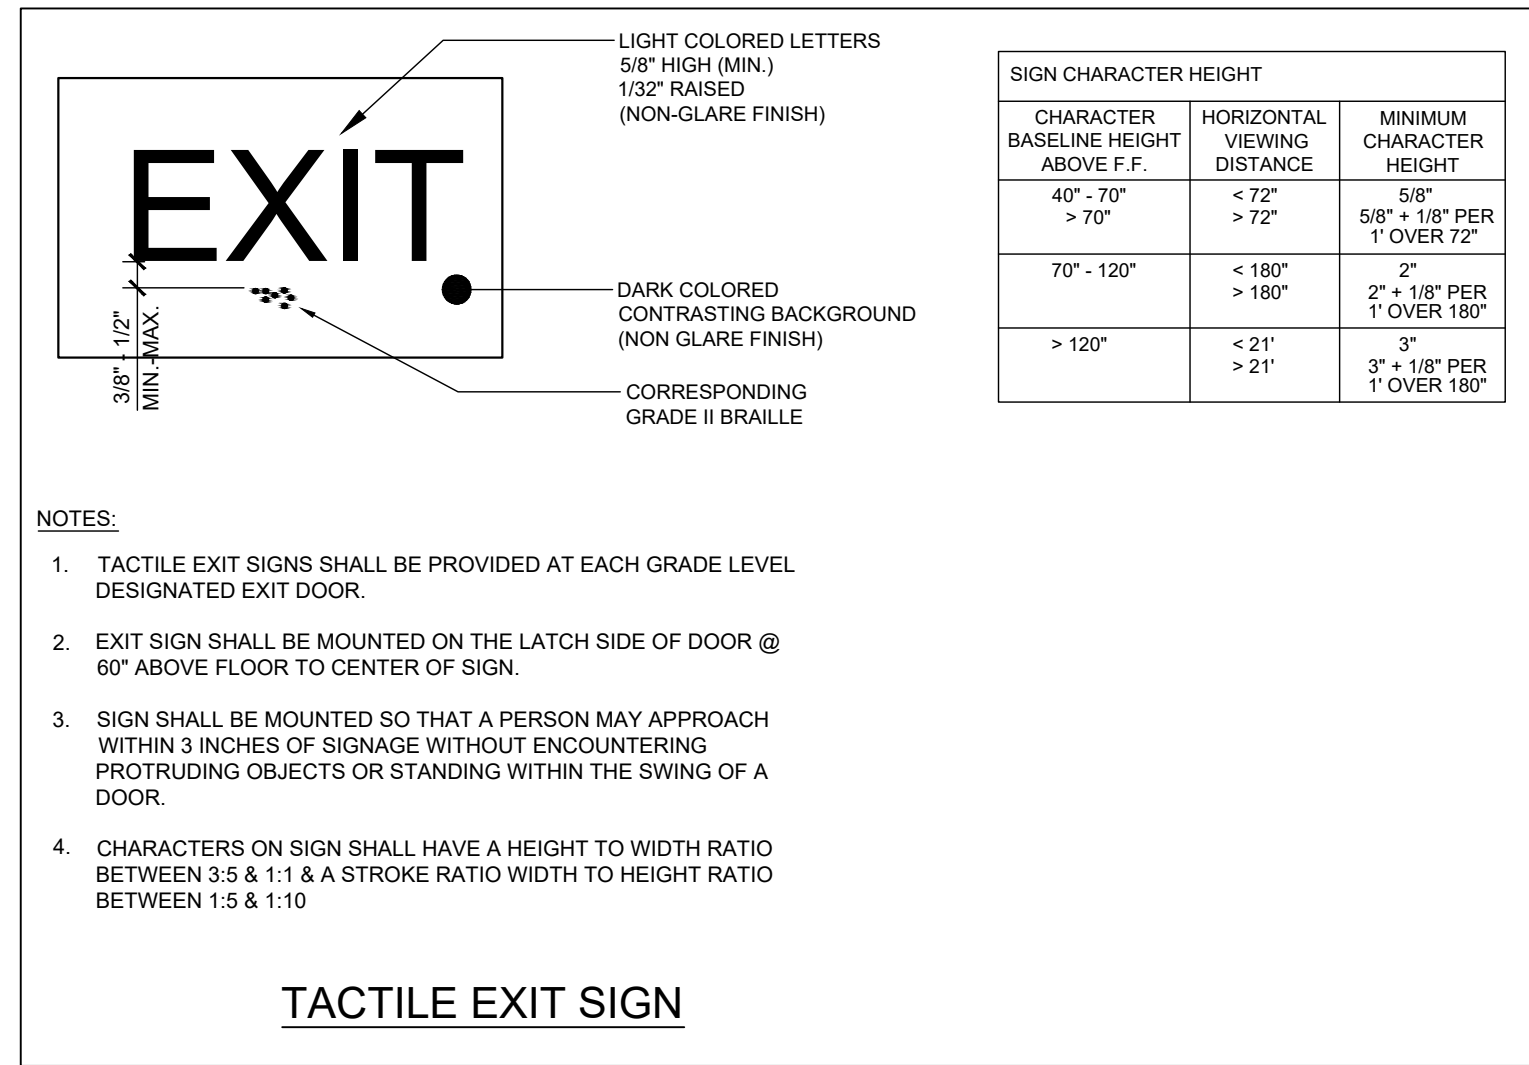 LIGHT COLORED LETTERS
5/8" HIGH (MIN.)
1/32" RAISED
(NON-GLARE FINISH)
EXIT
3/8" - 1/2"
MIN.-MAX.
DARK COLORED
CONTRASTING BACKGROUND
(NON GLARE FINISH)
CORRESPONDING
GRADE II BRAILLE
SIGN CHARACTER HEIGHT
CHARACTER
BASELINE HEIGHT
ABOVE F.F.
HORIZONTAL
VIEWING
DISTANCE
MINIMUM
CHARACTER
HEIGHT
40" - 70" < 72" 5/8"
> 70" > 72" 5/8" + 1/8" PER
1' OVER 72"
70" - 120" < 180" 2"
> 180" 2" + 1/8" PER
1' OVER 180"
> 120" < 21' 3"
> 21' 3" + 1/8" PER
1' OVER 180"
NOTES:
1. TACTILE EXIT SIGNS SHALL BE PROVIDED AT EACH GRADE LEVEL
DESIGNATED EXIT DOOR.
2. EXIT SIGN SHALL BE MOUNTED ON THE LATCH SIDE OF DOOR @
60" ABOVE FLOOR TO CENTER OF SIGN.
3. SIGN SHALL BE MOUNTED SO THAT A PERSON MAY APPROACH
WITHIN 3 INCHES OF SIGNAGE WITHOUT ENCOUNTERING
PROTRUDING OBJECTS OR STANDING WITHIN THE SWING OF A
DOOR.
4. CHARACTERS ON SIGN SHALL HAVE A HEIGHT TO WIDTH RATIO
BETWEEN 3:5 & 1:1 & A STROKE RATIO WIDTH TO HEIGHT RATIO
BETWEEN 1:5 & 1:10
TACTILE EXIT SIGN